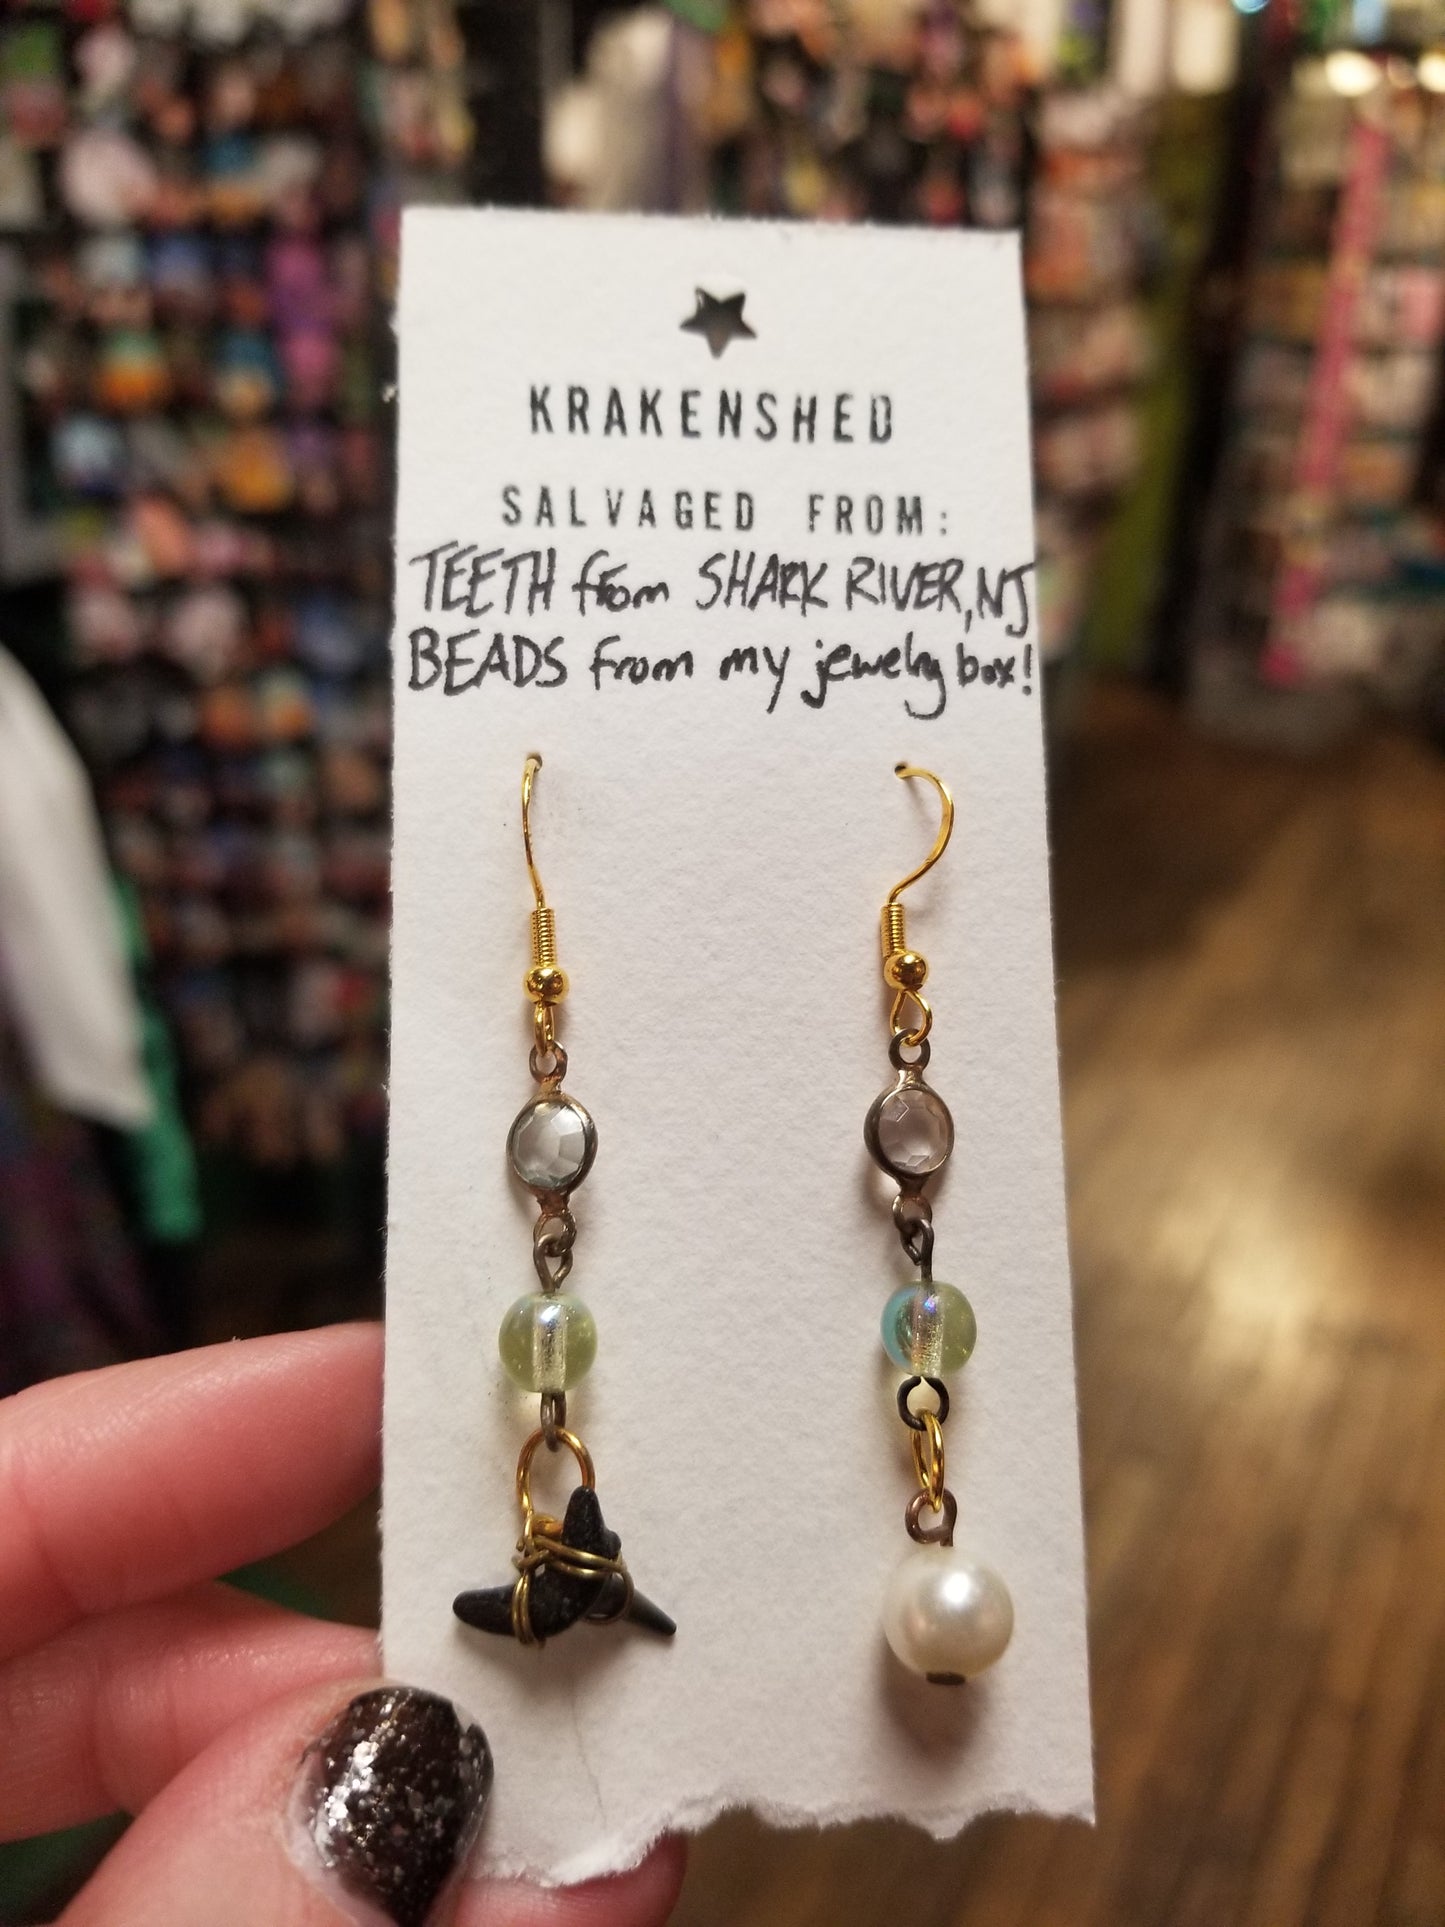 KRAKENSHED
SALVAGED FROM:
TEETH from SHARK RIVER, NJ
BEADS from my jewelry box!